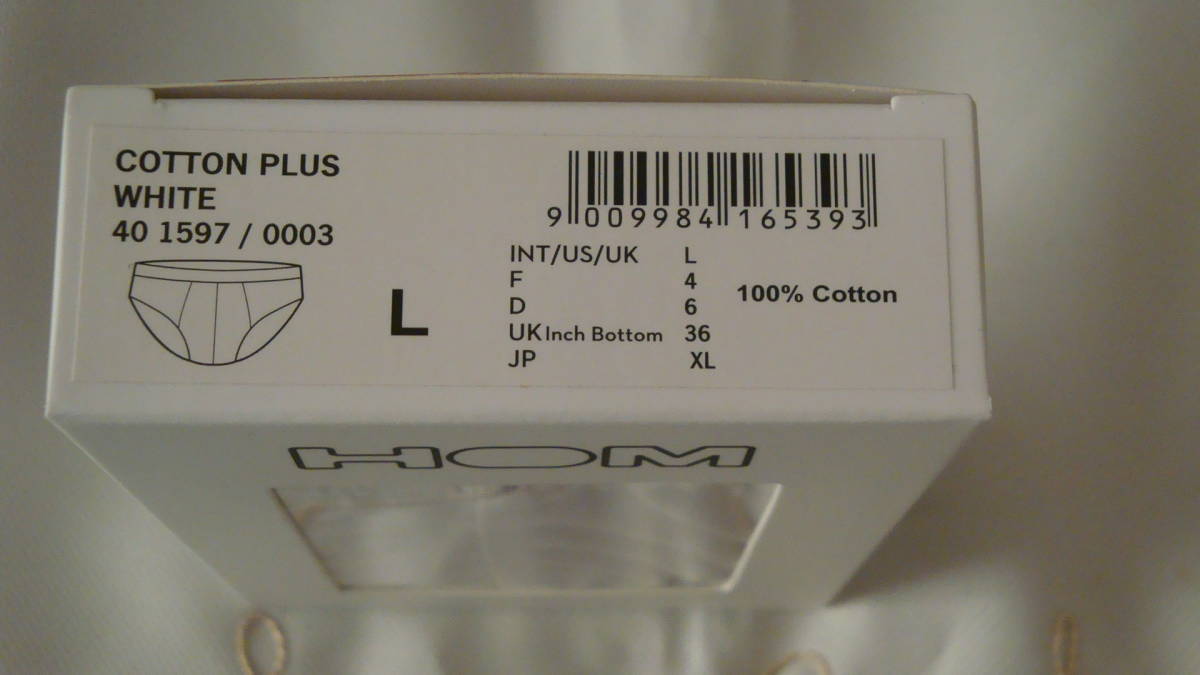 COTTON PLUS
WHITE
40 1597 / 0003
L
9 009984 165393
INT/US/UK L
F 4
D 6
UK Inch Bottom 36
JP XL
100% Cotton
HOM